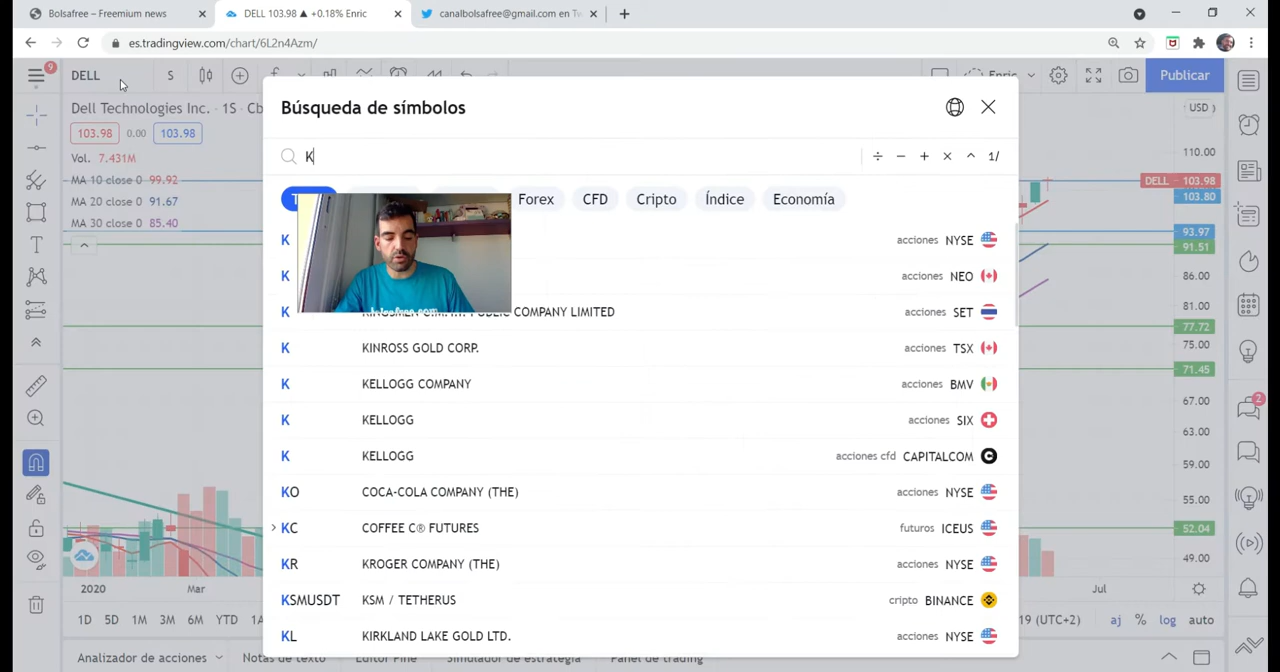 Bolsafree – Freemium news
DELL 103.98 ▲ +0.18% Enric
canalbolsafree@gmail.com en Tw
es.tradingview.com/chart/6L2n4Azm/
9
DELL
S
Enric
Publicar
Dell Technologies Inc. · 1S · Cb
103.98 0.00 103.98
Vol. 7.431M
MA 10 close 0 99.92
MA 20 close 0 91.67
MA 30 close 0 85.40
Búsqueda de símbolos
K
÷ − + × ^ 1/
Forex
CFD
Cripto
Índice
Economía
K acciones NYSE
K acciones NEO
K PUBLIC COMPANY LIMITED acciones SET
K KINROSS GOLD CORP. acciones TSX
K KELLOGG COMPANY acciones BMV
K KELLOGG acciones SIX
K KELLOGG acciones cfd CAPITALCOM
KO COCA-COLA COMPANY (THE) acciones NYSE
KC COFFEE C® FUTURES futuros ICEUS
KR KROGER COMPANY (THE) acciones NYSE
KSMUSDT KSM / TETHERUS cripto BINANCE
KL KIRKLAND LAKE GOLD LTD. acciones NYSE
bolsafree.com
USD
110.00
DELL 103.98
103.80
93.97
91.51
86.00
81.00
77.72
75.00
71.45
67.00
63.00
59.00
55.00
52.04
49.00
2
2020 Mar Jul
1D 5D 1M 3M 6M YTD 1A
19 (UTC+2) aj % log auto
Analizador de acciones Notas de texto Editor Pine Simulador de estrategia Panel de trading